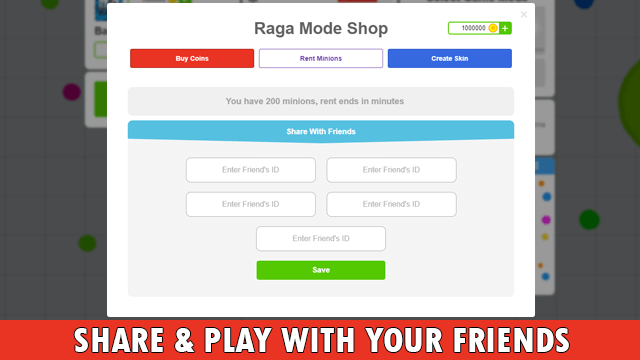 Raga Mode Shop
1000000
Buy Coins
Rent Minions
Create Skin
You have 200 minions, rent ends in minutes
Share With Friends
Enter Friend's ID
Enter Friend's ID
Enter Friend's ID
Enter Friend's ID
Enter Friend's ID
Save
SHARE & PLAY WITH YOUR FRIENDS